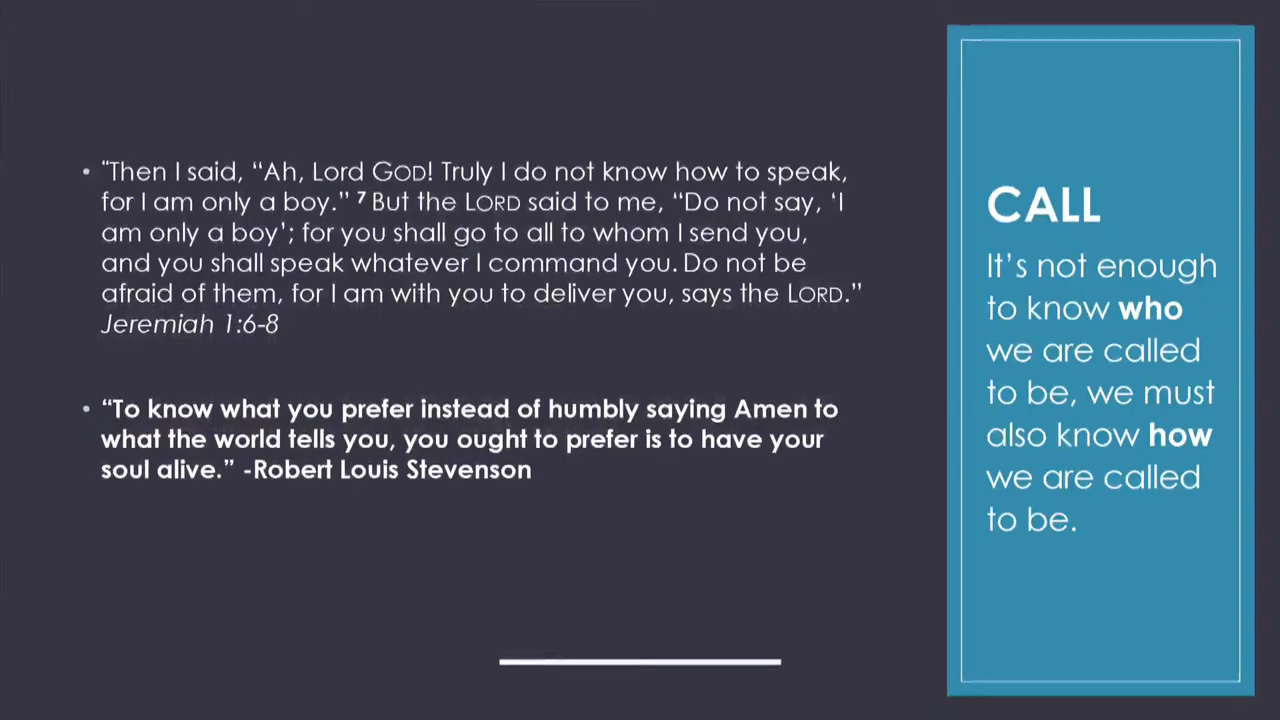 • “Then I said, “Ah, Lord GOD! Truly I do not know how to speak,
for I am only a boy.” ⁷ But the LORD said to me, “Do not say, ‘I
am only a boy’; for you shall go to all to whom I send you,
and you shall speak whatever I command you. Do not be
afraid of them, for I am with you to deliver you, says the LORD.”
Jeremiah 1:6-8
• “To know what you prefer instead of humbly saying Amen to
what the world tells you, you ought to prefer is to have your
soul alive.” -Robert Louis Stevenson
CALL
It’s not enough
to know who
we are called
to be, we must
also know how
we are called
to be.